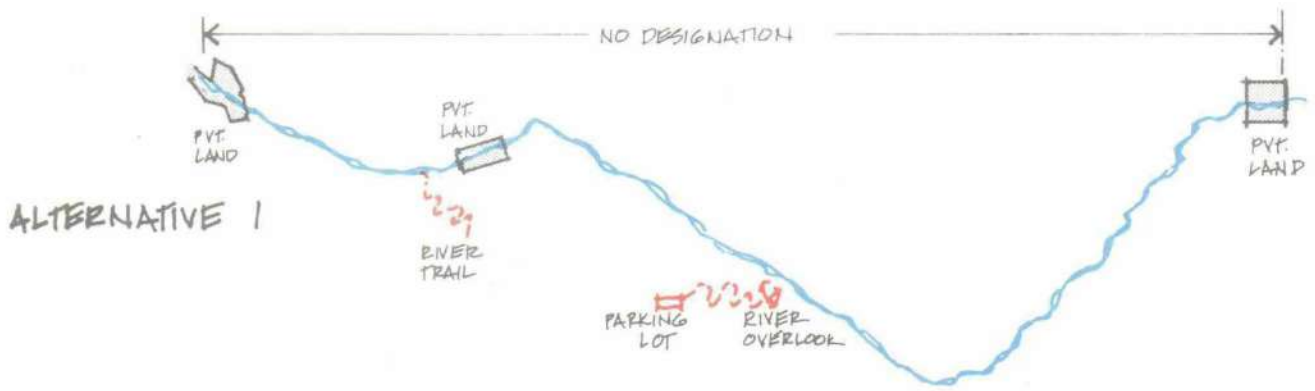 NO DESIGNATION
PVT.
LAND
PVT.
LAND
PVT.
LAND
ALTERNATIVE 1
RIVER
TRAIL
PARKING
LOT
RIVER
OVERLOOK